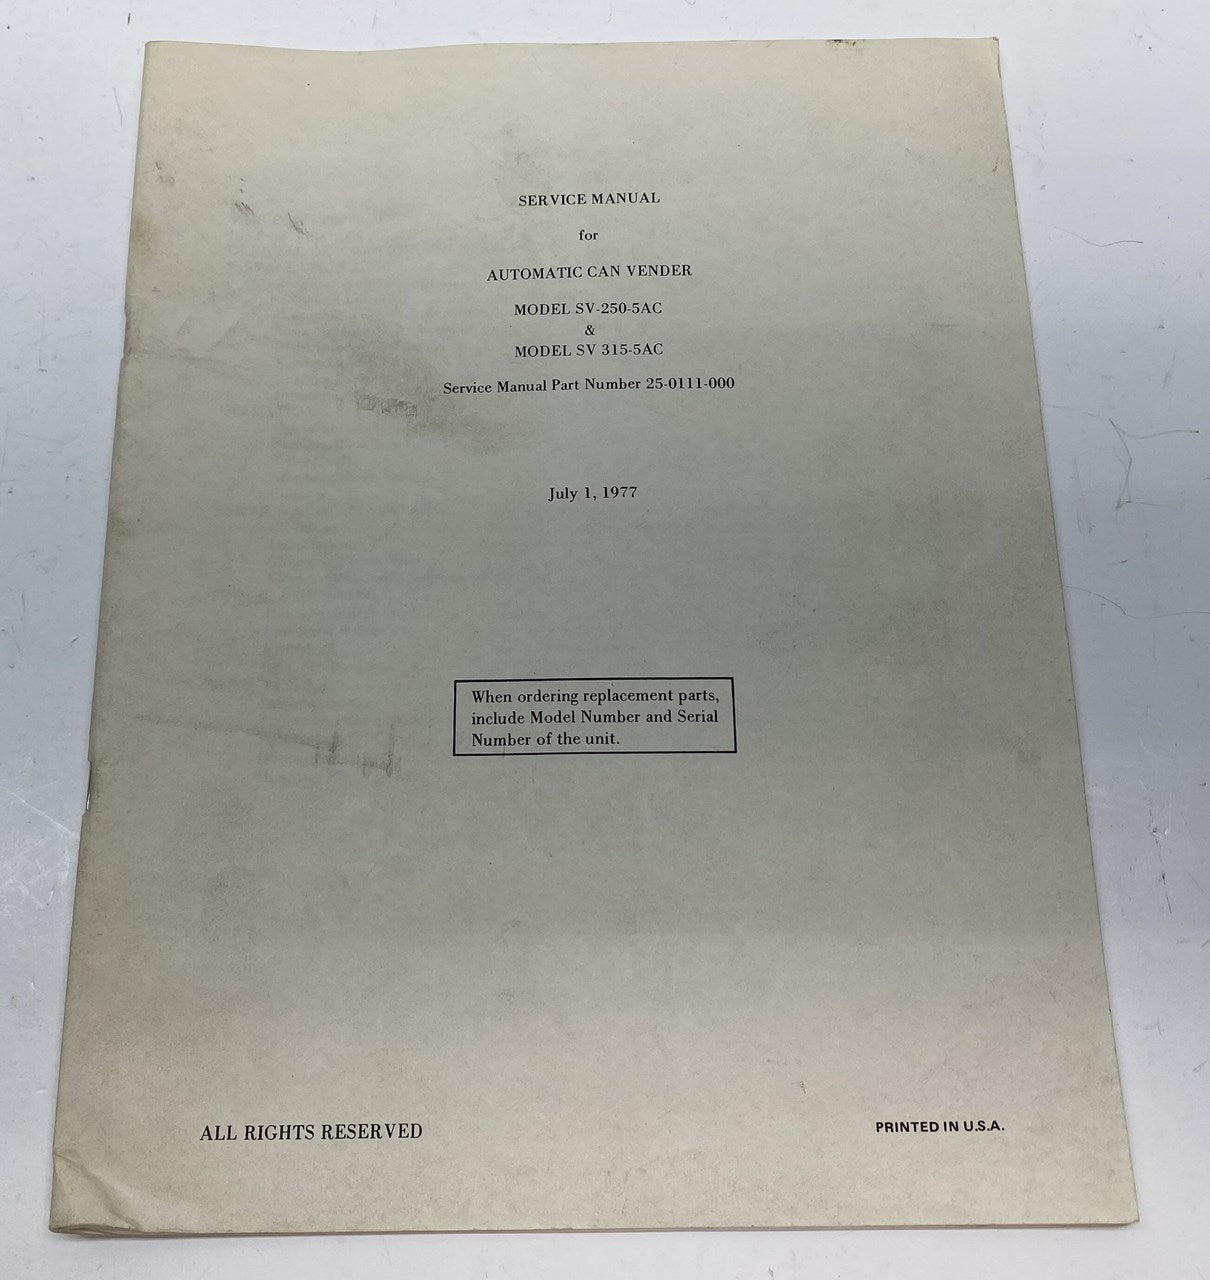 SERVICE MANUAL
for
AUTOMATIC CAN VENDER
MODEL SV-250-5AC
&
MODEL SV 315-5AC
Service Manual Part Number 25-0111-000
July 1, 1977
When ordering replacement parts,
include Model Number and Serial
Number of the unit.
ALL RIGHTS RESERVED
PRINTED IN U.S.A.